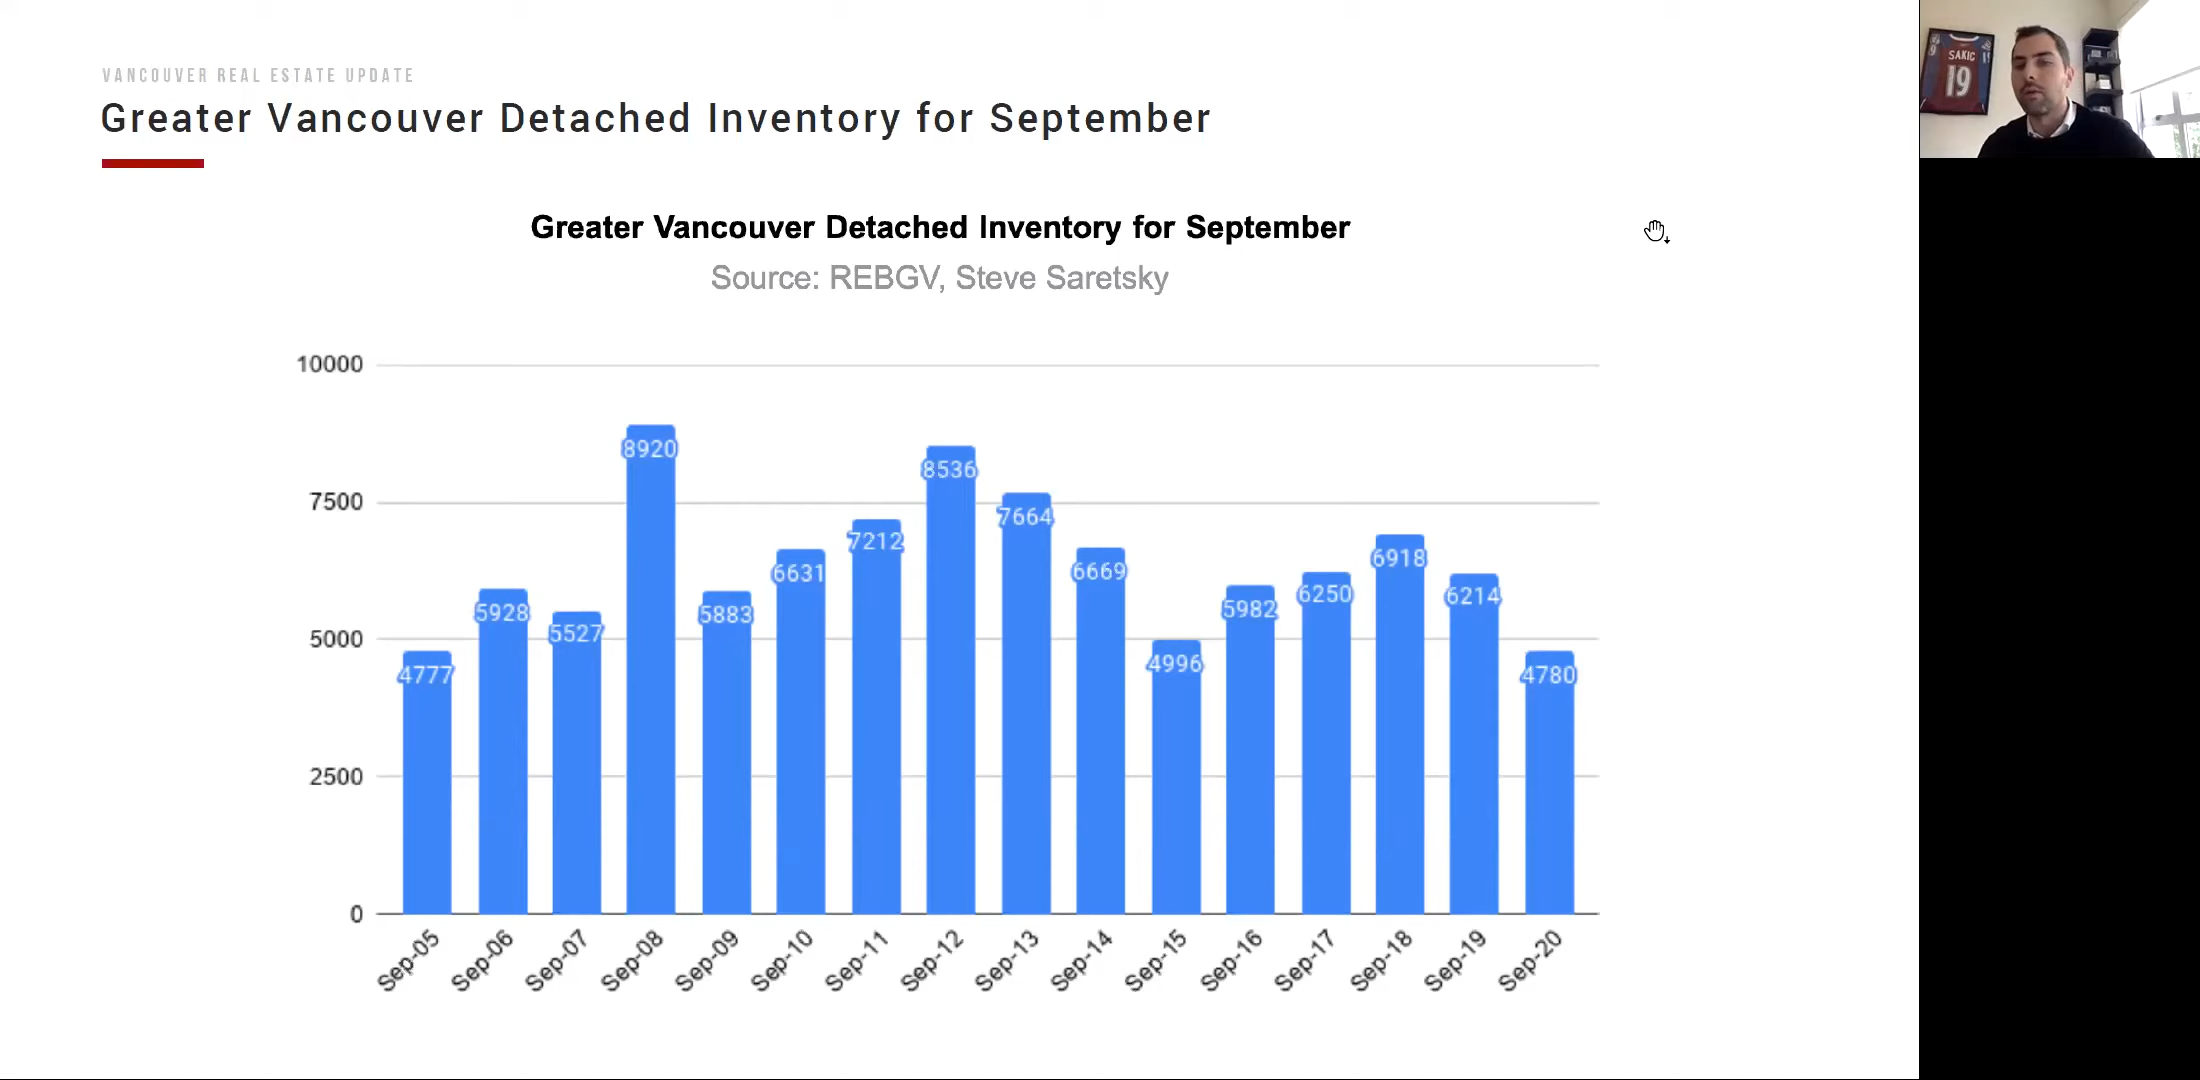 VANCOUVER REAL ESTATE UPDATE
Greater Vancouver Detached Inventory for September
Greater Vancouver Detached Inventory for September
Source: REBGV, Steve Saretsky
10000
7500
5000
2500
0
4777
5928
5527
8920
5883
6631
7212
8536
7664
6669
4996
5982
6250
6918
6214
4780
Sep-05
Sep-06
Sep-07
Sep-08
Sep-09
Sep-10
Sep-11
Sep-12
Sep-13
Sep-14
Sep-15
Sep-16
Sep-17
Sep-18
Sep-19
Sep-20
SAKIC
19